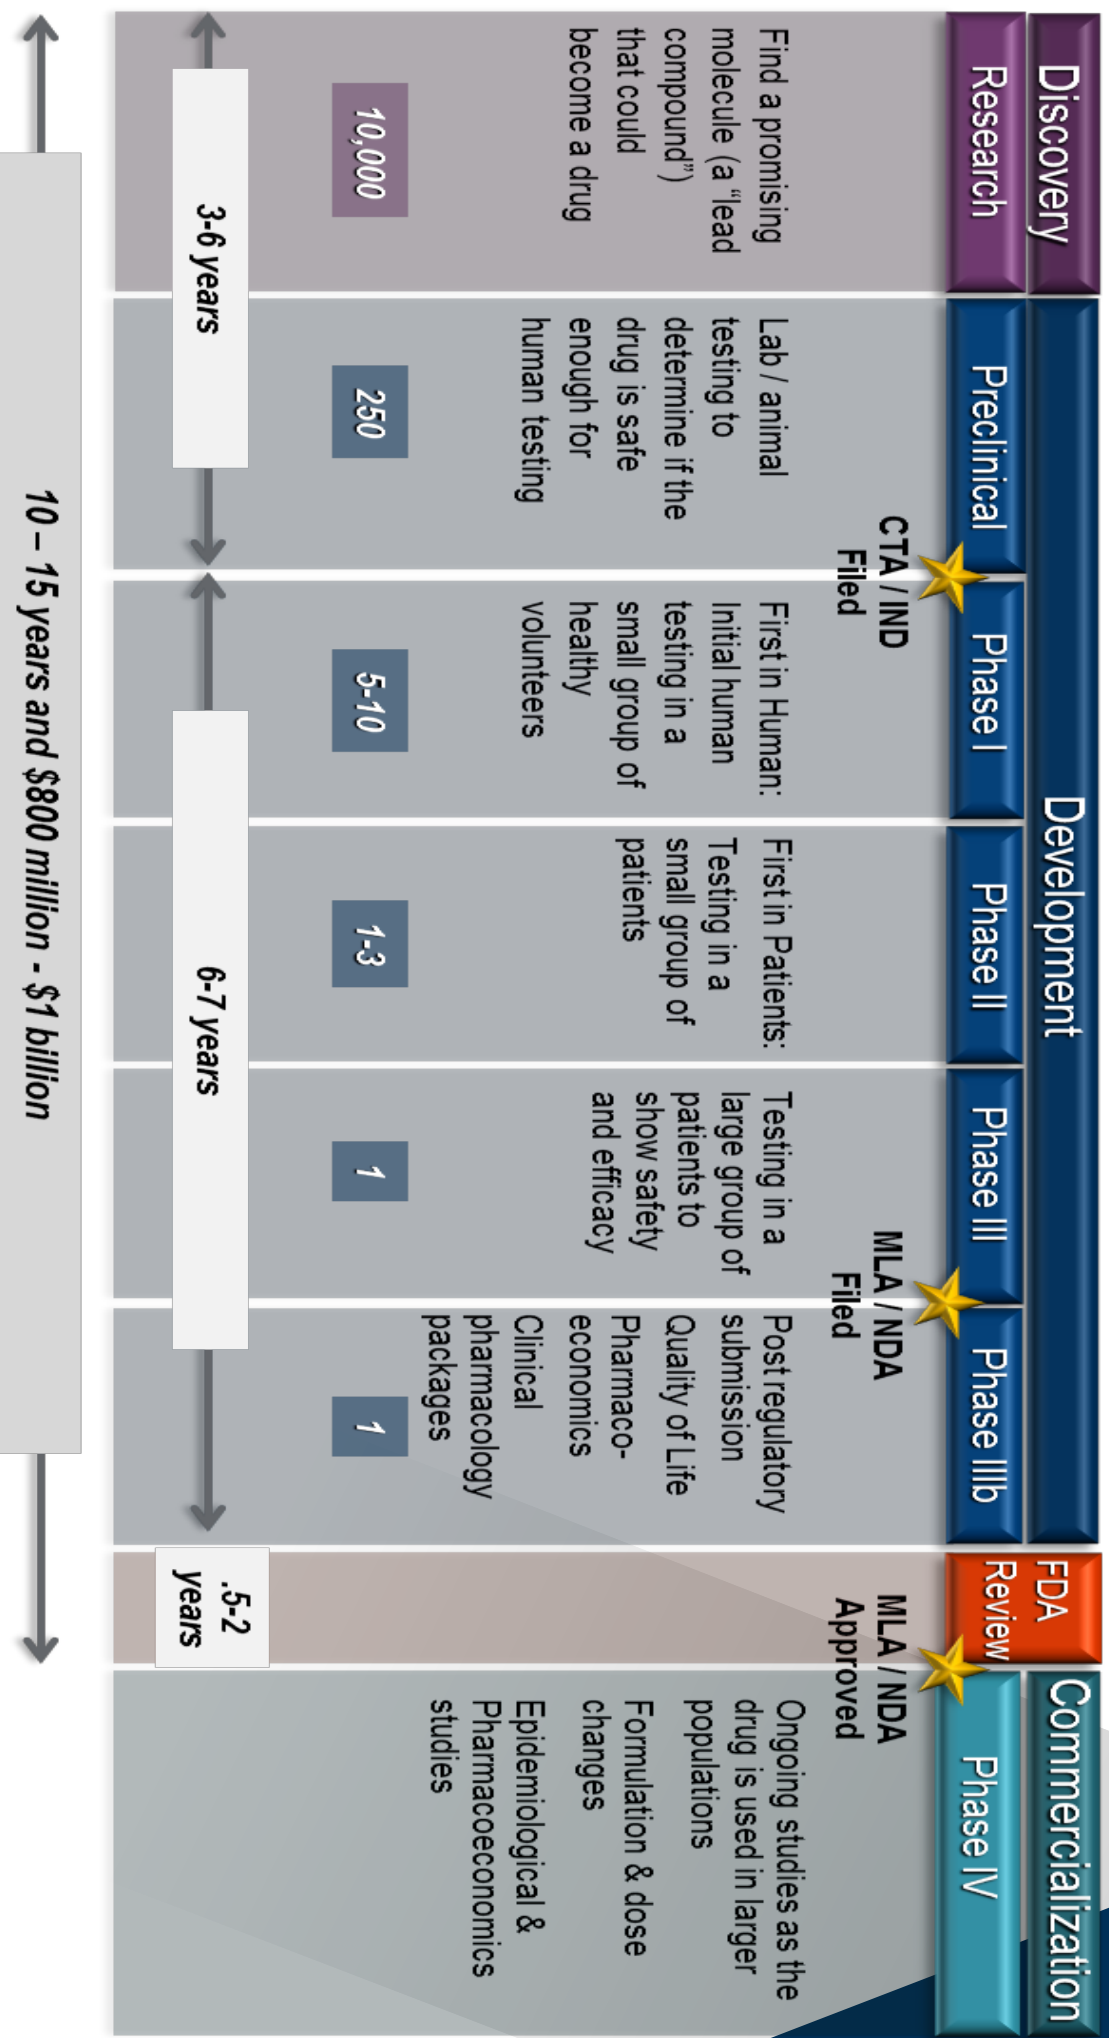 Discovery
Development
FDA
Review
Commercialization
Research
Preclinical
Phase I
Phase II
Phase III
Phase IIIb
Phase IV
CTA / IND
Filed
MLA / NDA
Filed
MLA / NDA
Approved
Find a promising
molecule (a “lead
compound”)
that could
become a drug
Lab / animal
testing to
determine if the
drug is safe
enough for
human testing
First in Human:
Initial human
testing in a
small group of
healthy
volunteers
First in Patients:
Testing in a
small group of
patients
Testing in a
large group of
patients to
show safety
and efficacy
Post regulatory
submission
Quality of Life
Pharmaco-
economics
Clinical
pharmacology
packages
Ongoing studies as the
drug is used in larger
populations
Formulation & dose
changes
Epidemiological &
Pharmacoeconomics
studies
10,000
250
5-10
1-3
1
1
3-6 years
6-7 years
.5-2
years
10 – 15 years and $800 million - $1 billion